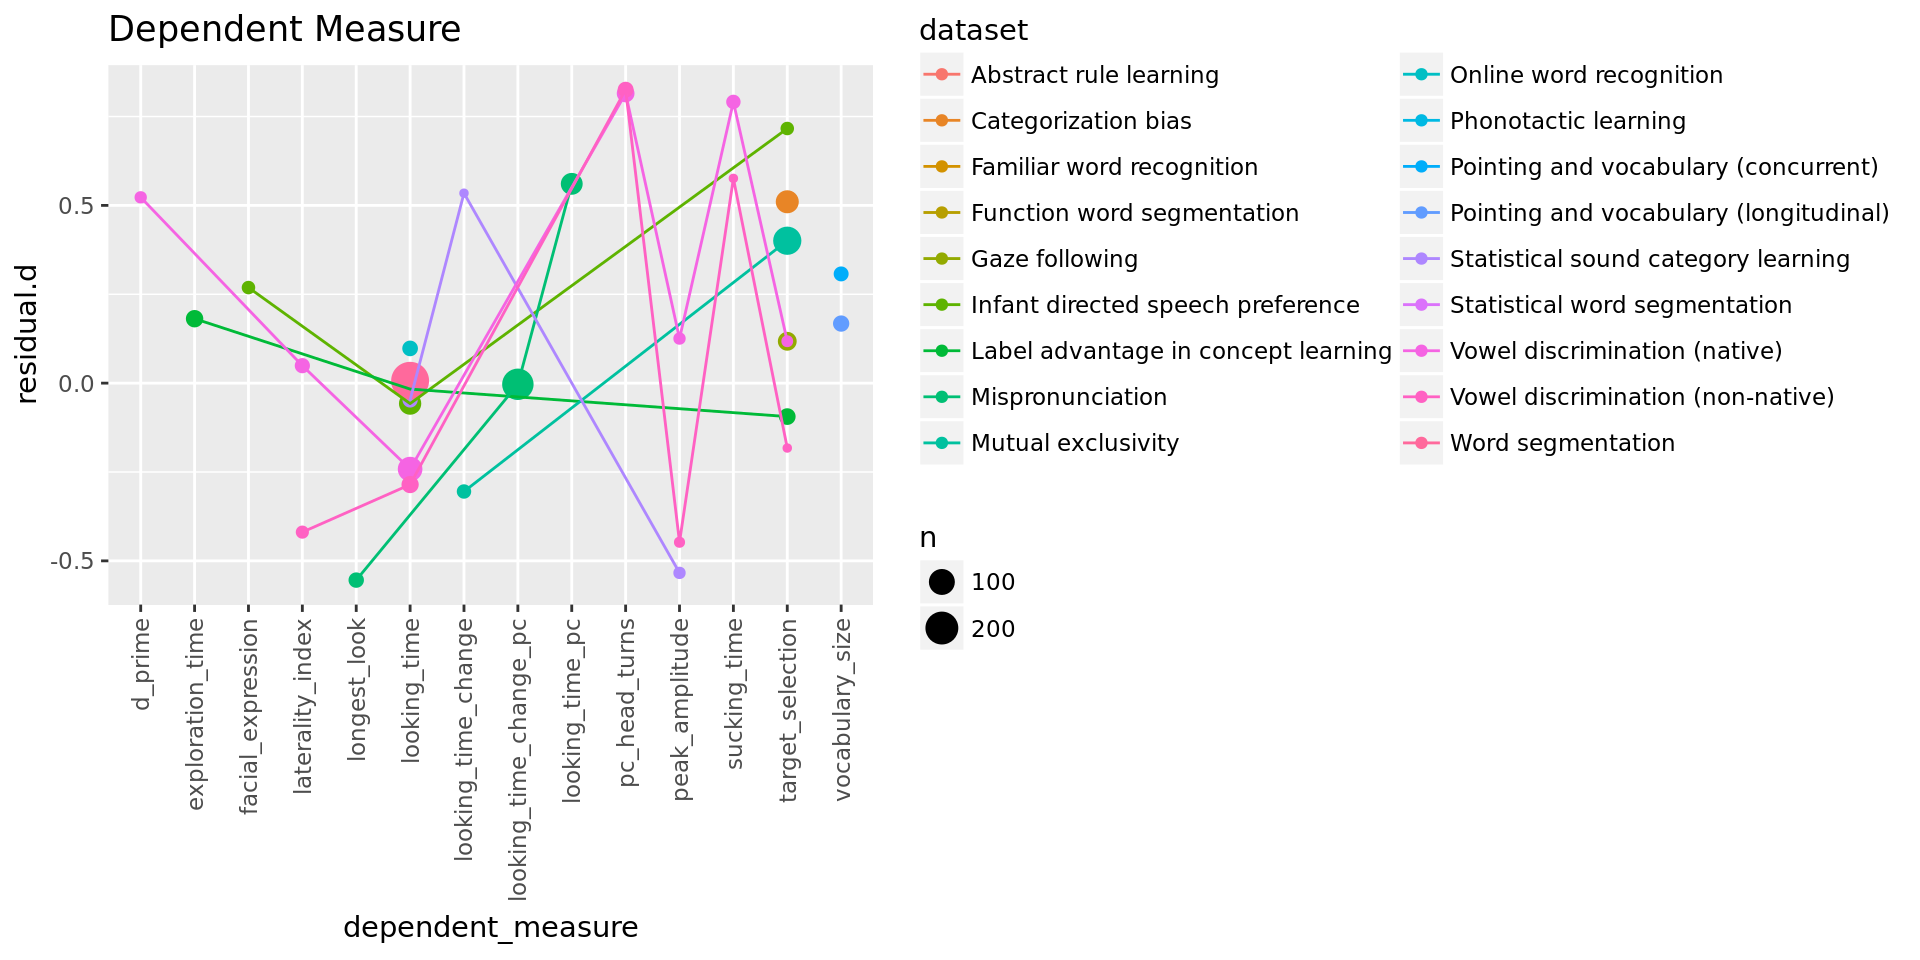 Dependent Measure
residual.d
0.5
0.0
-0.5
d_prime
exploration_time
facial_expression
laterality_index
longest_look
looking_time
looking_time_change
looking_time_change_pc
looking_time_pc
pc_head_turns
peak_amplitude
sucking_time
target_selection
vocabulary_size
dependent_measure
dataset
Abstract rule learning
Categorization bias
Familiar word recognition
Function word segmentation
Gaze following
Infant directed speech preference
Label advantage in concept learning
Mispronunciation
Mutual exclusivity
Online word recognition
Phonotactic learning
Pointing and vocabulary (concurrent)
Pointing and vocabulary (longitudinal)
Statistical sound category learning
Statistical word segmentation
Vowel discrimination (native)
Vowel discrimination (non-native)
Word segmentation
n
100
200